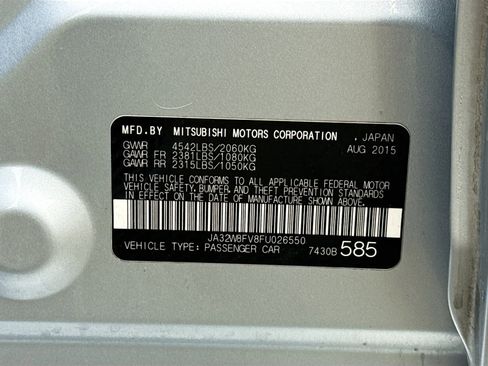 MFD.BY MITSUBISHI MOTORS CORPORATION , JAPAN
GVWR 4542LBS/2060KG AUG 2015
GAWR FR 2381LBS/1080KG
GAWR RR 2315LBS/1050KG
THIS VEHICLE CONFORMS TO ALL APPLICABLE FEDERAL MOTOR
VEHICLE SAFETY, BUMPER, AND THEFT PREVENTION STANDARDS
IN EFFECT ON THE DATE OF MANUFACTURE SHOWN ABOVE.
JA32W8FV8FU026550
VEHICLE TYPE: PASSENGER CAR 7430B 585